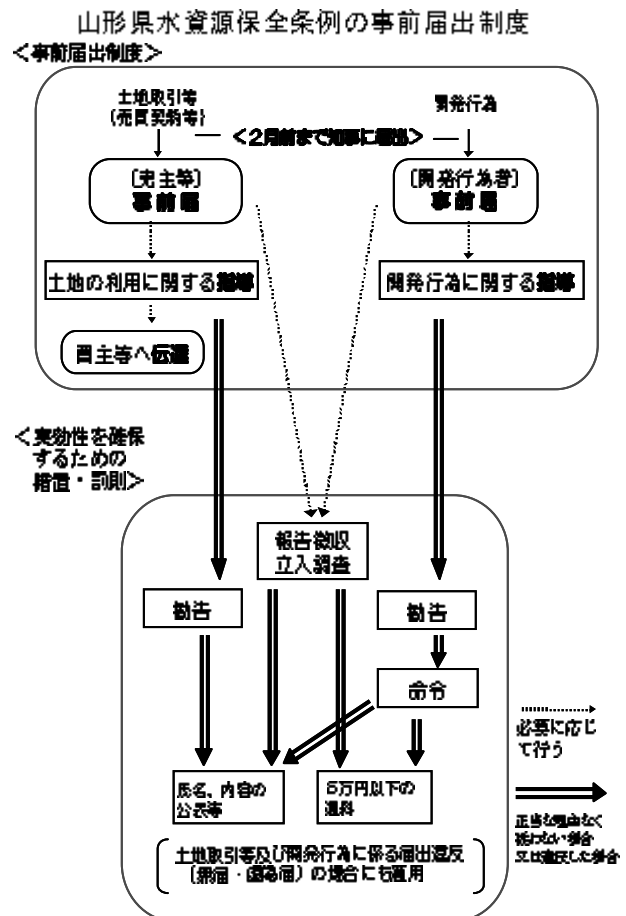 山形県水資源保全条例の事前届出制度
＜事前届出制度＞
土地取引等
(売買契約等)
開発行為
＜2月前まで知事に届出＞
〔売主等〕
事前届
〔開発行為者〕
事前届
土地の利用に関する指導
開発行為に関する指導
買主等へ伝達
＜実効性を確保
するための
措置・罰則＞
報告徴収
立入調査
勧告
勧告
命令
必要に応じ
て行う
氏名，内容の
公表等
5万円以下の
過料
正当な理由なく
従わない場合
又は違反した場合
土地取引等及び開発行為に係る届出違反
(無届・虚偽届）の場合にも適用